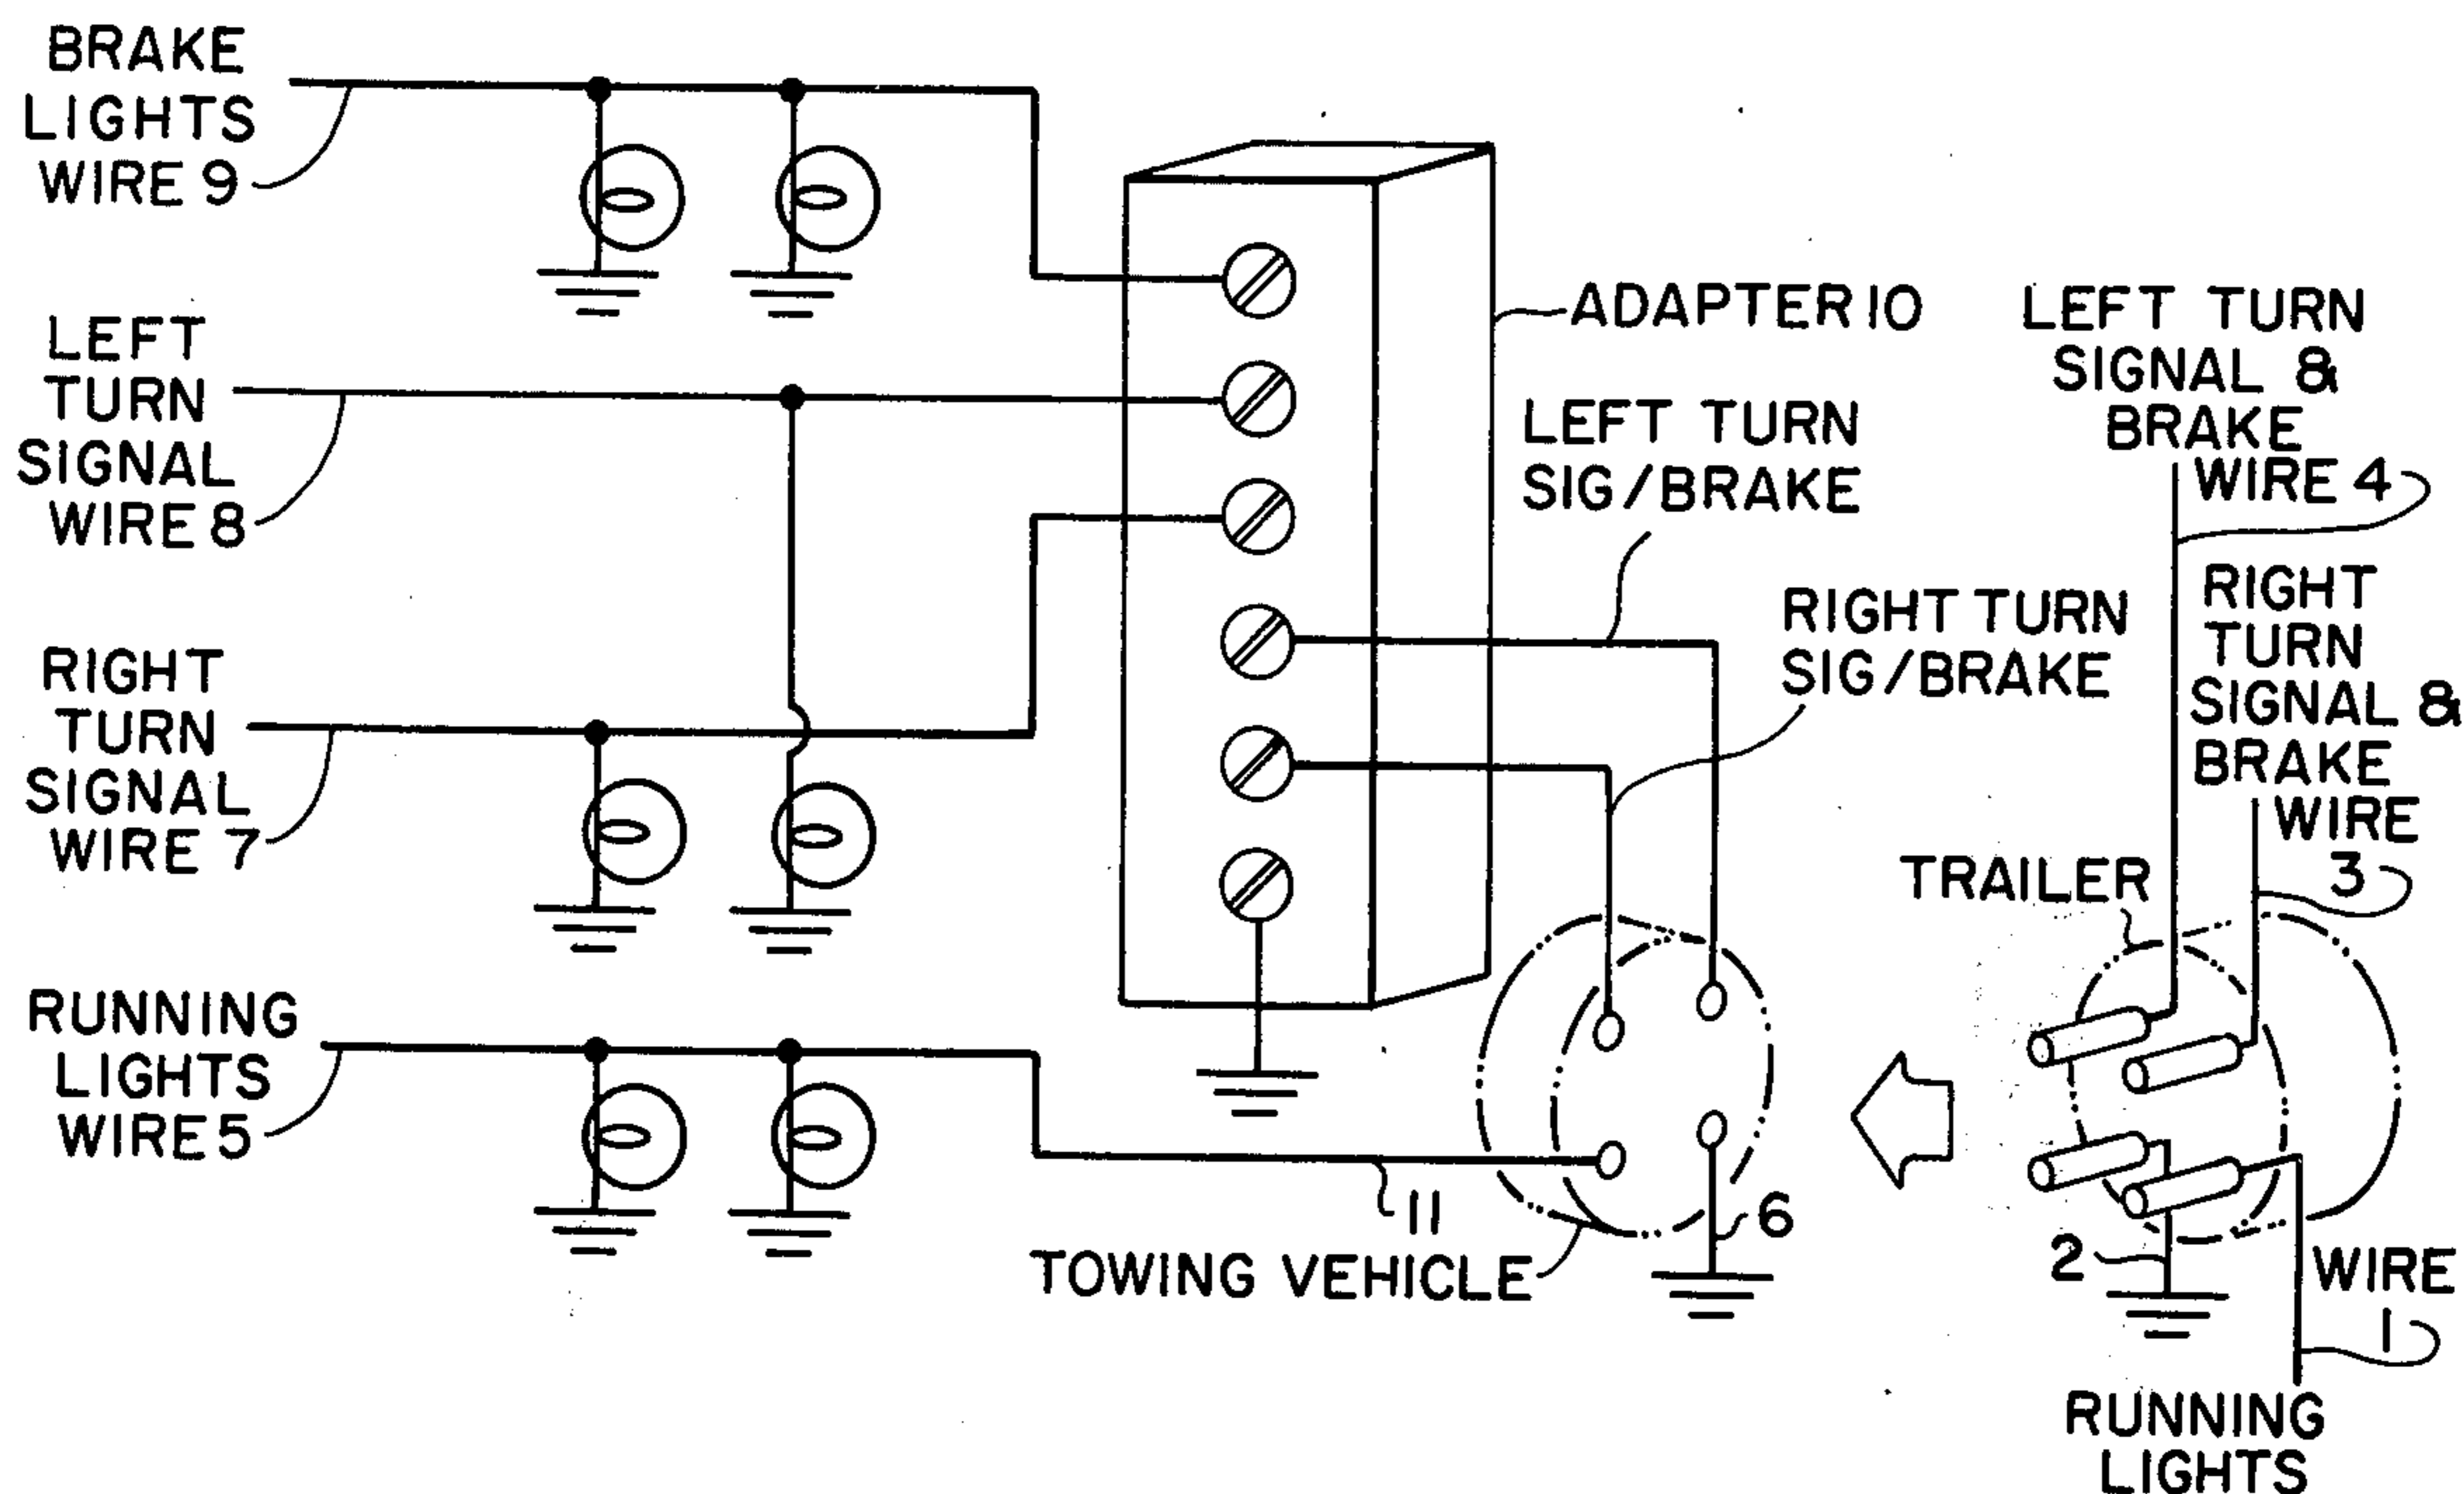 BRAKE
LIGHTS
WIRE 9
LEFT
TURN
SIGNAL
WIRE 8
RIGHT
TURN
SIGNAL
WIRE 7
RUNNING
LIGHTS
WIRE 5
ADAPTER 10
LEFT TURN
SIG/BRAKE
RIGHT TURN
SIG/BRAKE
11
TOWING VEHICLE
6
LEFT TURN
SIGNAL &
BRAKE
WIRE 4
RIGHT
TURN
SIGNAL &
BRAKE
WIRE
3
TRAILER
2
WIRE
1
RUNNING
LIGHTS